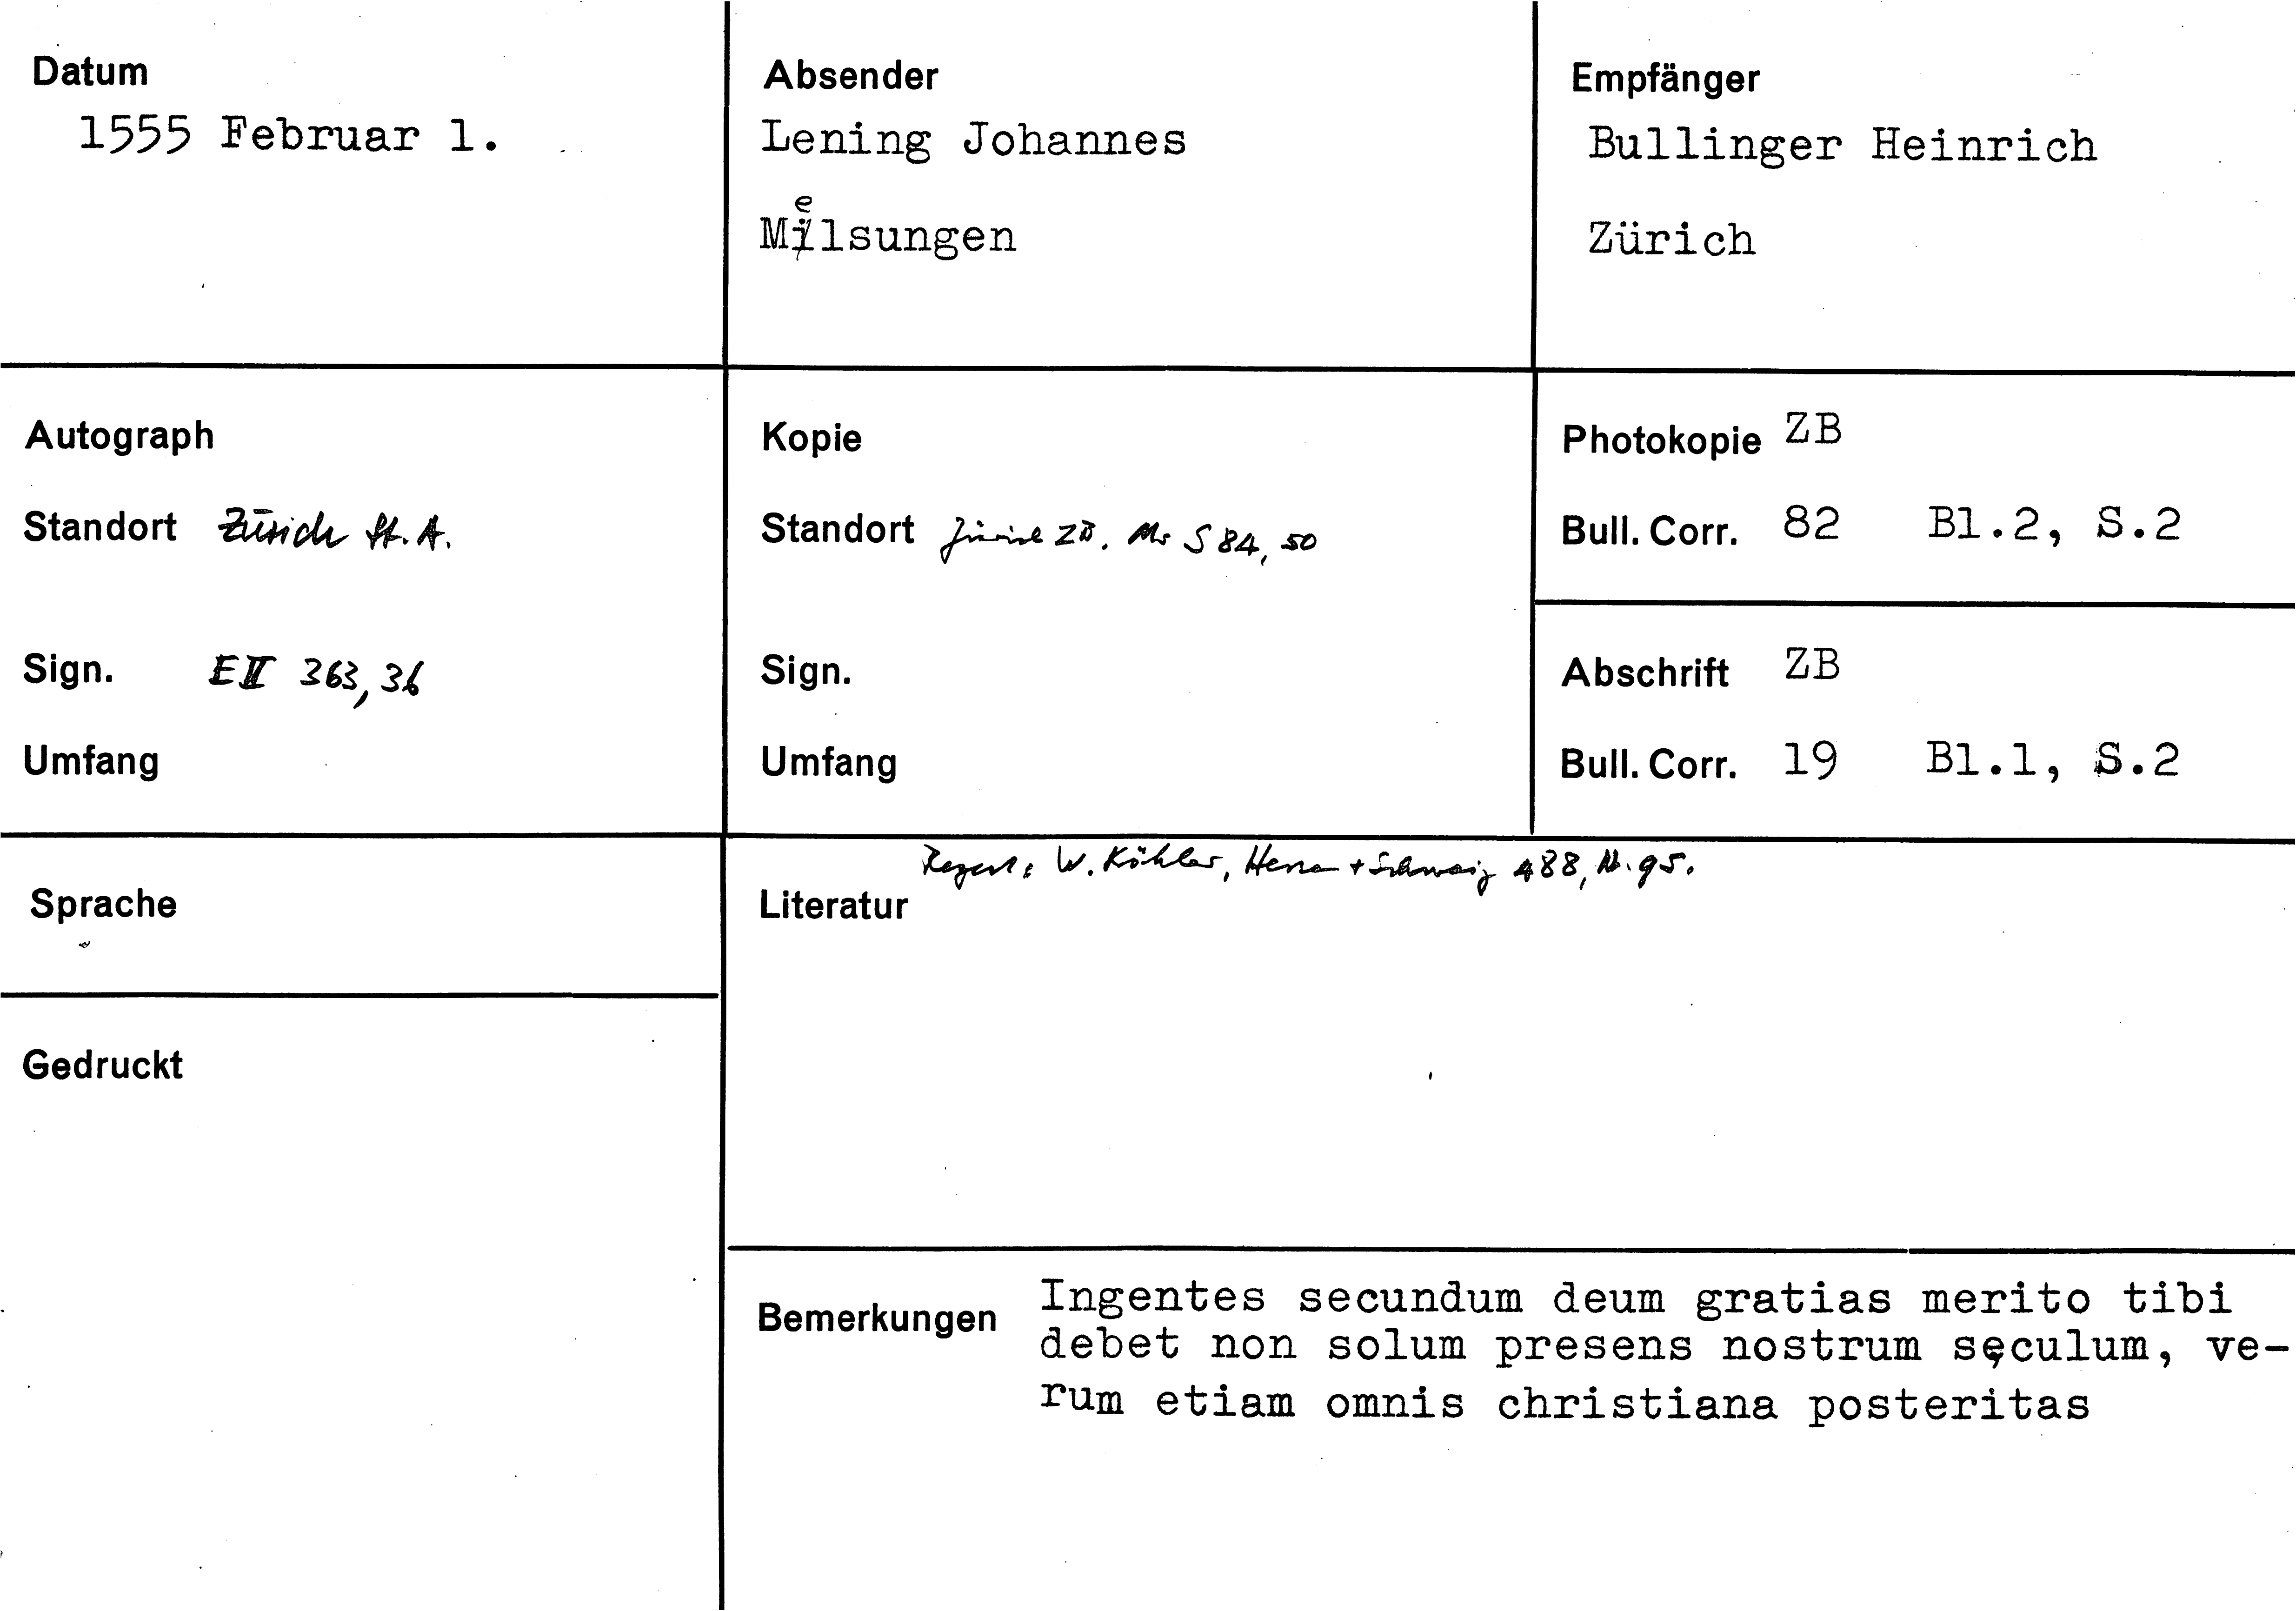 Datum
1555 Februar 1.
Absender
Lening Johannes
Melsungen
Empfänger
Bullinger Heinrich
Zürich
Autograph
Standort Zürich St. A.
Sign. E II 363, 36
Umfang
Kopie
Standort Zürich ZB. Ms S 84, 50
Sign.
Umfang
Photokopie ZB
Bull. Corr. 82 Bl.2, S.2
Abschrift ZB
Bull. Corr. 19 Bl.1, S.2
Sprache
Gedruckt
Regest: W. Köhler, Hessen + Schweiz 488, N. 95.
Literatur
Bemerkungen Ingentes secundum deum gratias merito tibi
debet non solum presens nostrum sęculum, ve-
rum etiam omnis christiana posteritas